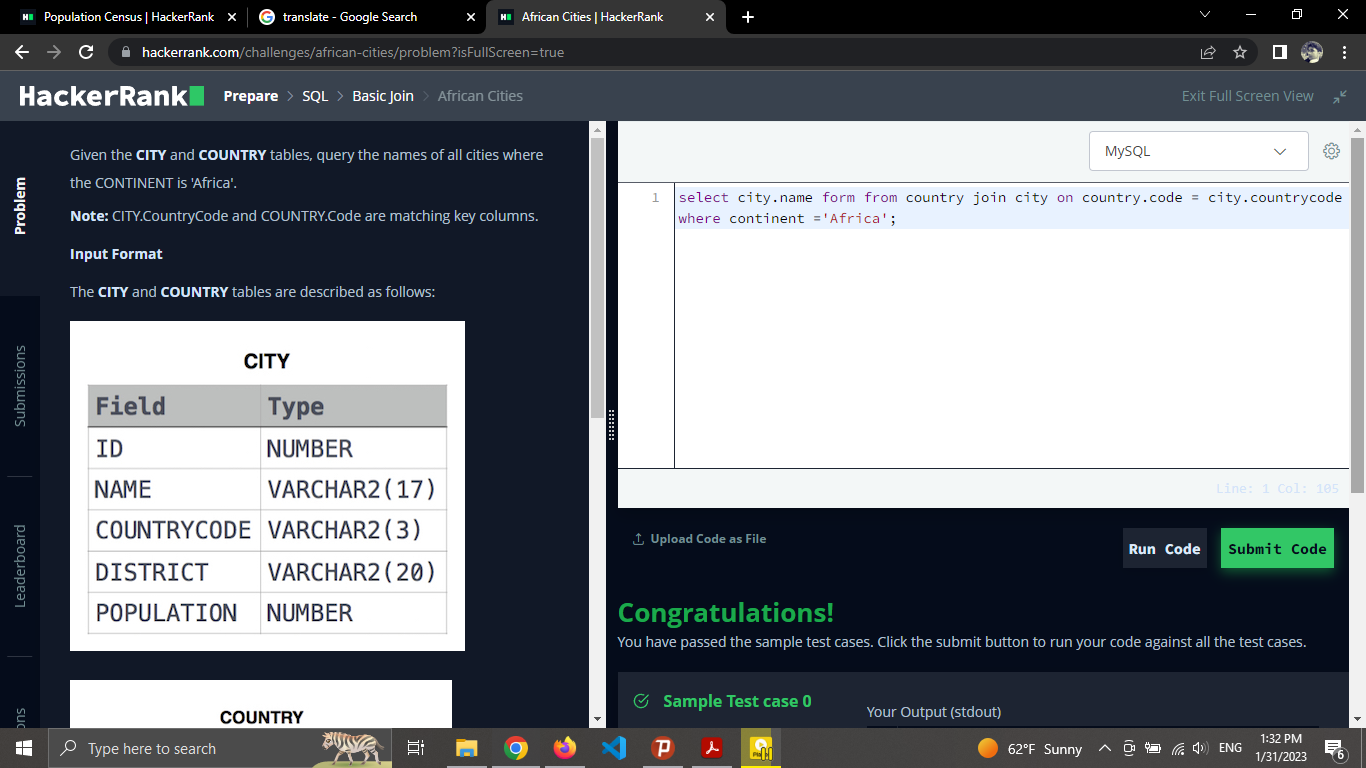 Population Census | HackerRank
translate - Google Search
African Cities | HackerRank
hackerrank.com/challenges/african-cities/problem?isFullScreen=true
HackerRank
Prepare > SQL > Basic Join > African Cities
Exit Full Screen View
Problem
Submissions
Leaderboard
ons
Given the CITY and COUNTRY tables, query the names of all cities where
the CONTINENT is 'Africa'.
Note: CITY.CountryCode and COUNTRY.Code are matching key columns.
Input Format
The CITY and COUNTRY tables are described as follows:
CITY
Field Type
ID NUMBER
NAME VARCHAR2(17)
COUNTRYCODE VARCHAR2(3)
DISTRICT VARCHAR2(20)
POPULATION NUMBER
COUNTRY
MySQL
1 select city.name form from country join city on country.code = city.countrycode
where continent ='Africa';
Line: 1 Col: 105
Upload Code as File
Run Code
Submit Code
Congratulations!
You have passed the sample test cases. Click the submit button to run your code against all the test cases.
Sample Test case 0
Your Output (stdout)
Type here to search
62°F Sunny
ENG
1:32 PM
1/31/2023
6